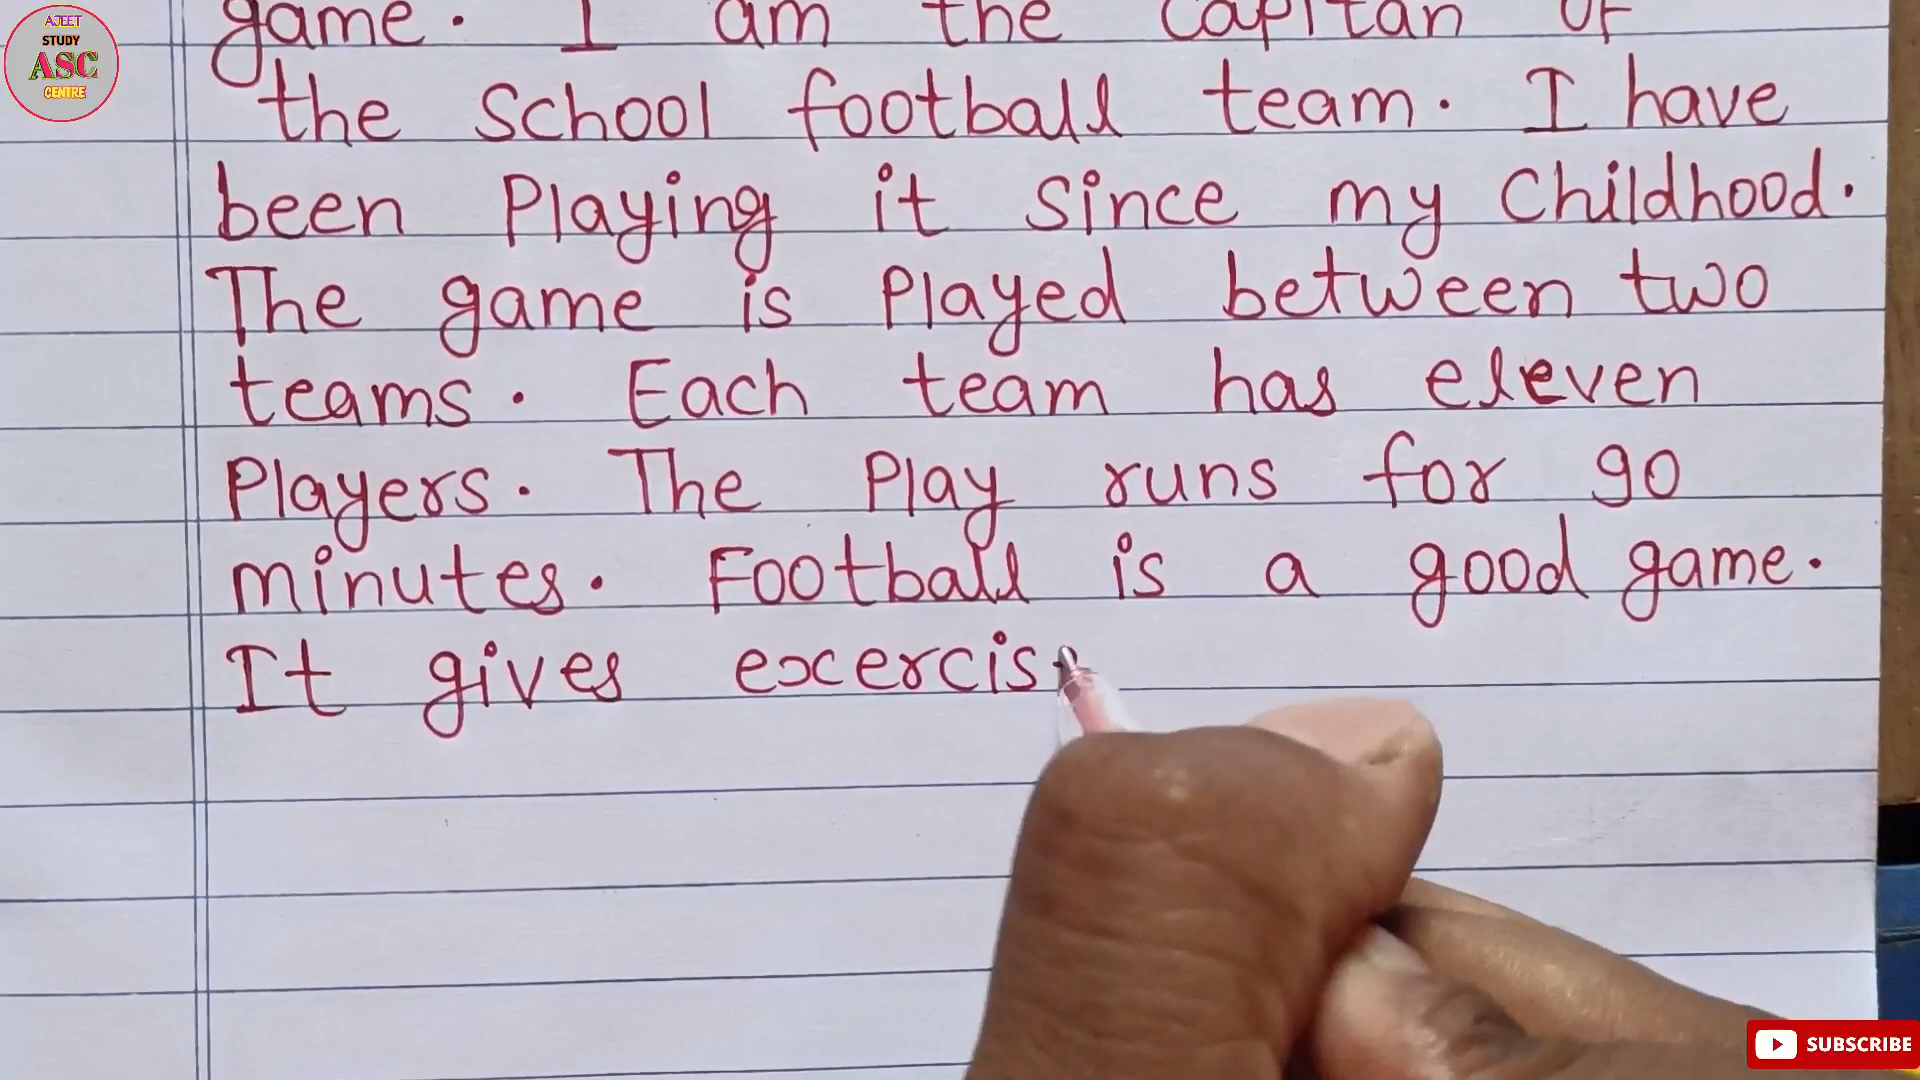 AJEET
STUDY
ASC
CENTRE
game. I am the Capitan of
the School football team. I have
been Playing it Since my Childhood.
The game is Played between two
teams. Each team has eleven
Players. The Play runs for 90
minutes. Football is a good game.
It gives excercis
SUBSCRIBE